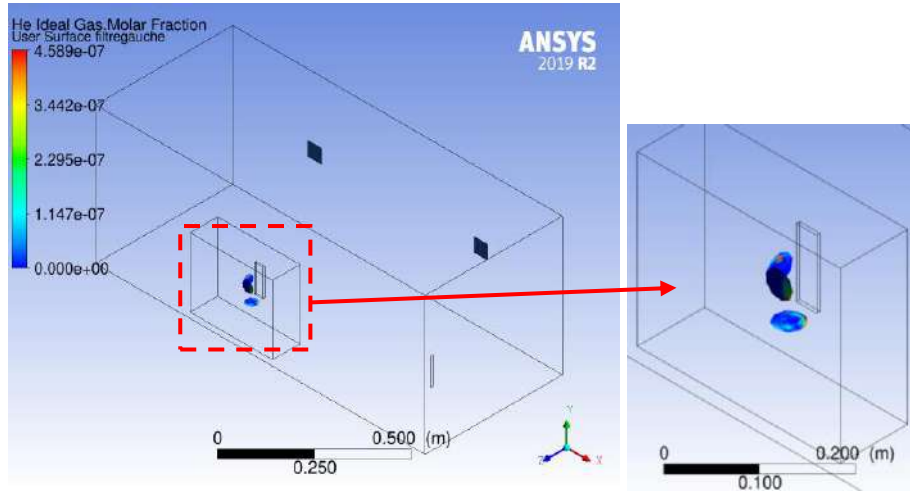 He Ideal Gas.Molar Fraction
User Surface filtregauche
4.589e-07
3.442e-07
2.295e-07
1.147e-07
0.000e+00
ANSYS
2019 R2
0 0.500 (m)
0.250
Y
Z X
0 0.200 (m)
0.100